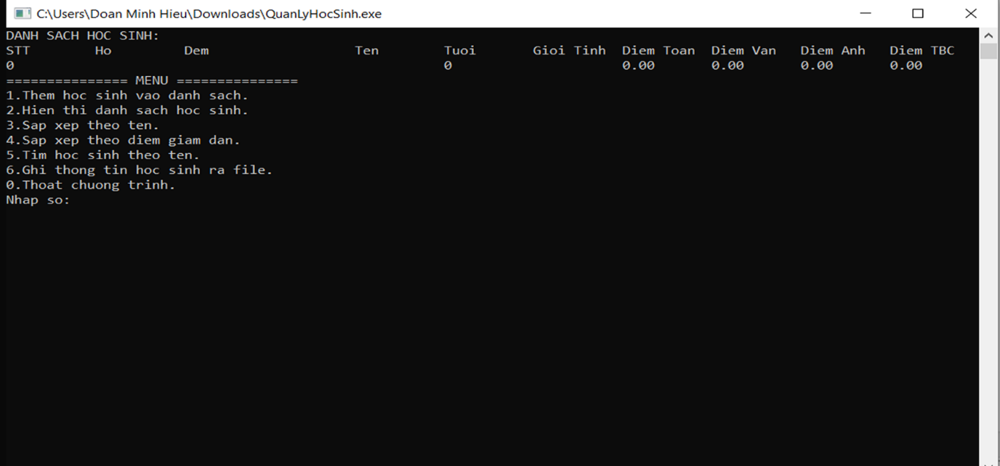 C:\Users\Doan Minh Hieu\Downloads\QuanLyHocSinh.exe
DANH SACH HOC SINH:
STT Ho Dem Ten Tuoi Gioi Tinh Diem Toan Diem Van Diem Anh Diem TBC
0 0 0.00 0.00 0.00 0.00
=============== MENU ===============
1.Them hoc sinh vao danh sach.
2.Hien thi danh sach hoc sinh.
3.Sap xep theo ten.
4.Sap xep theo diem giam dan.
5.Tim hoc sinh theo ten.
6.Ghi thong tin hoc sinh ra file.
0.Thoat chuong trinh.
Nhap so: